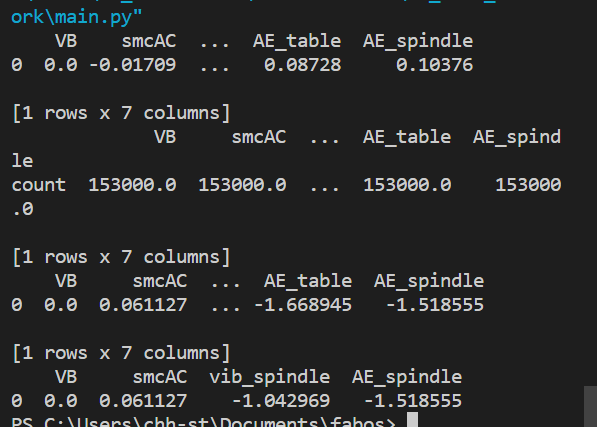 ork\main.py"
VB smcAC ... AE_table AE_spindle
0 0.0 -0.01709 ... 0.08728 0.10376
[1 rows x 7 columns]
VB smcAC ... AE_table AE_spind
le
count 153000.0 153000.0 ... 153000.0 153000
.0
[1 rows x 7 columns]
VB smcAC ... AE_table AE_spindle
0 0.0 0.061127 ... -1.668945 -1.518555
[1 rows x 7 columns]
VB smcAC vib_spindle AE_spindle
0 0.0 0.061127 -1.042969 -1.518555
PS C:\Users\chh-st\Documents\fabos>